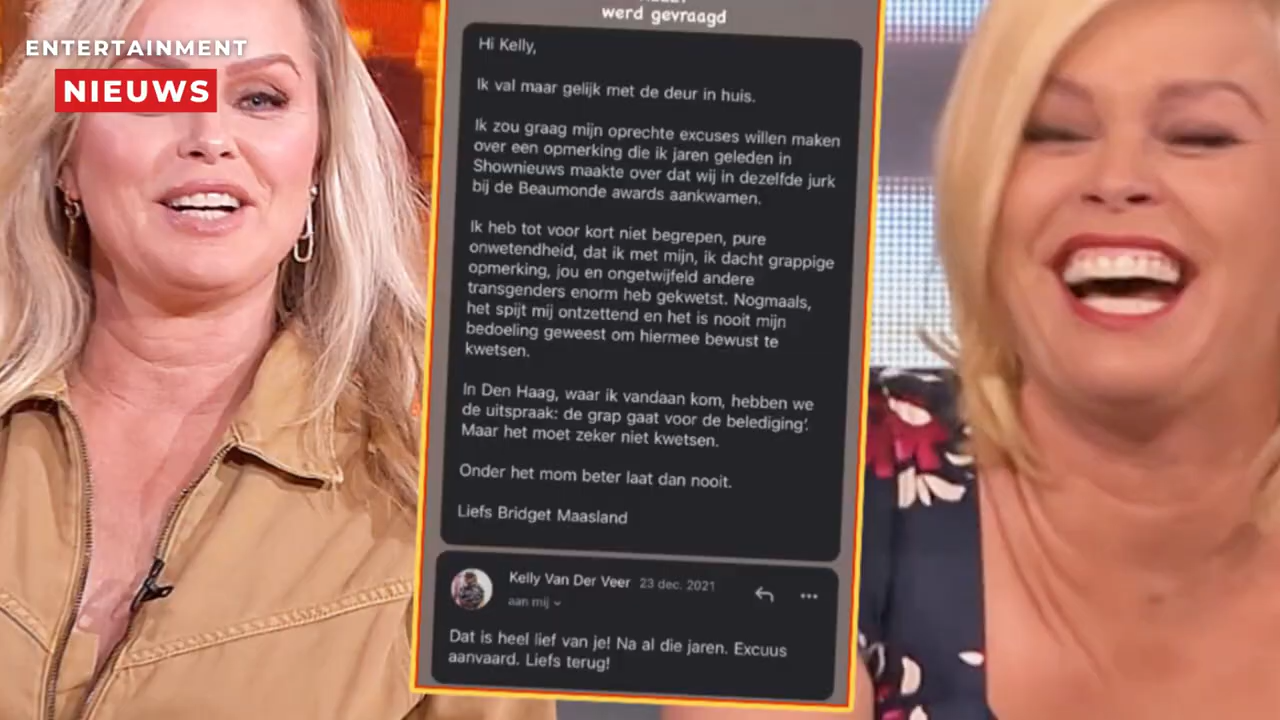 ENTERTAINMENT
NIEUWS
werd gevraagd
Hi Kelly,
Ik val maar gelijk met de deur in huis.
Ik zou graag mijn oprechte excuses willen maken
over een opmerking die ik jaren geleden in
Shownieuws maakte over dat wij in dezelfde jurk
bij de Beaumonde awards aankwamen.
Ik heb tot voor kort niet begrepen, pure
onwetendheid, dat ik met mijn, ik dacht grappige
opmerking, jou en ongetwijfeld andere
transgenders enorm heb gekwetst. Nogmaals,
het spijt mij ontzettend en het is nooit mijn
bedoeling geweest om hiermee bewust te
kwetsen.
In Den Haag, waar ik vandaan kom, hebben we
de uitspraak: de grap gaat voor de belediging'.
Maar het moet zeker niet kwetsen.
Onder het mom beter laat dan nooit.
Liefs Bridget Maasland
Kelly Van Der Veer 23 dec. 2021
aan mij
Dat is heel lief van je! Na al die jaren. Excuus
aanvaard. Liefs terug!